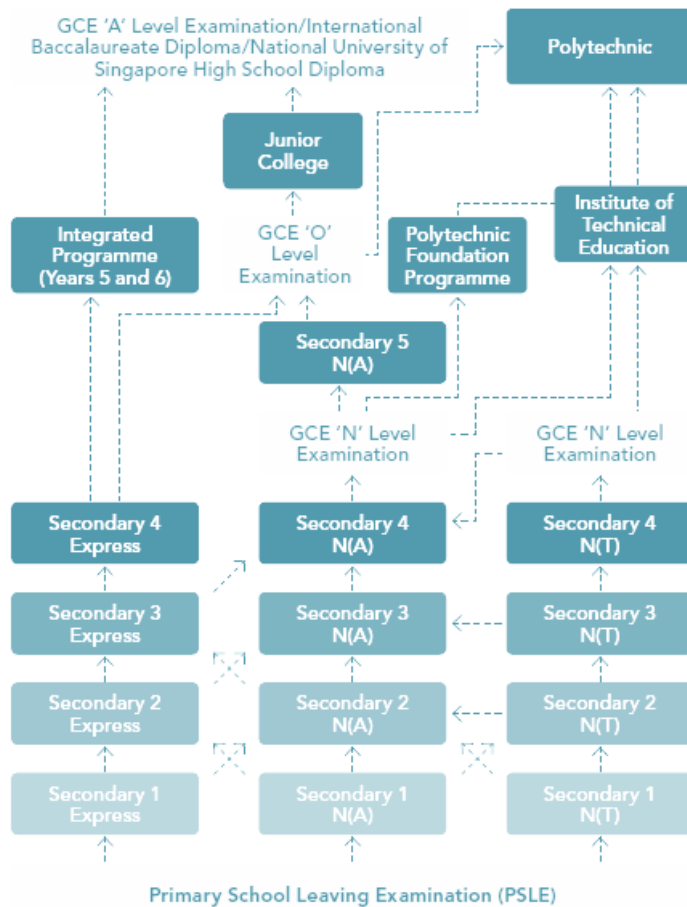 GCE 'A' Level Examination/International
Baccalaureate Diploma/National University of
Singapore High School Diploma
Polytechnic
Junior
College
Integrated
Programme
(Years 5 and 6)
GCE 'O'
Level
Examination
Polytechnic
Foundation
Programme
Institute of
Technical
Education
Secondary 5
N(A)
GCE 'N' Level
Examination
GCE 'N' Level
Examination
Secondary 4
Express
Secondary 4
N(A)
Secondary 4
N(T)
Secondary 3
Express
Secondary 3
N(A)
Secondary 3
N(T)
Secondary 2
Express
Secondary 2
N(A)
Secondary 2
N(T)
Secondary 1
Express
Secondary 1
N(A)
Secondary 1
N(T)
Primary School Leaving Examination (PSLE)